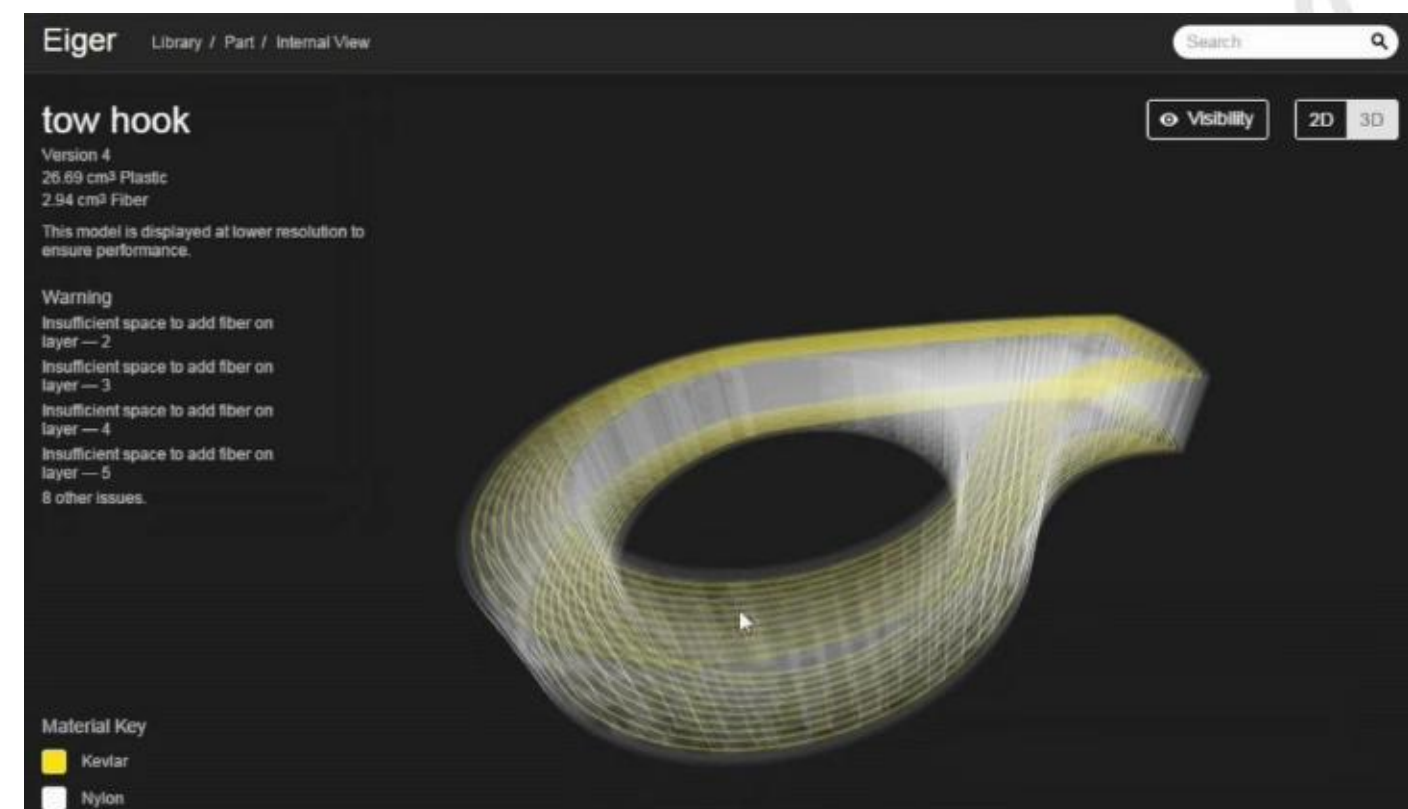 Eiger Library / Part / Internal View Search
tow hook
Visibility 2D 3D
Version 4
26.69 cm³ Plastic
2.94 cm³ Fiber
This model is displayed at lower resolution to
ensure performance.
Warning
Insufficient space to add fiber on
layer — 2
Insufficient space to add fiber on
layer — 3
Insufficient space to add fiber on
layer — 4
Insufficient space to add fiber on
layer — 5
8 other issues.
Material Key
Kevlar
Nylon